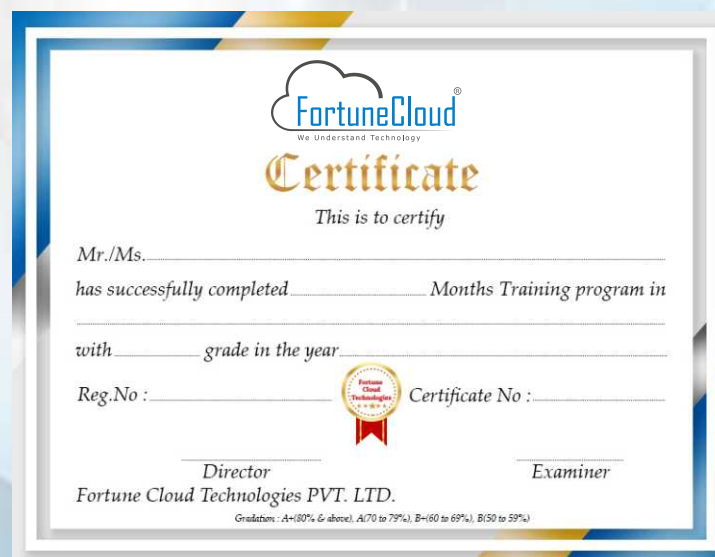 FortuneCloud®
We Understand Technology
Certificate
This is to certify
Mr./Ms.
has successfully completed Months Training program in
with grade in the year
Reg.No : Certificate No :
Fortune
Cloud
Technologies
Director Examiner
Fortune Cloud Technologies PVT. LTD.
Gradation : A+(80% & above), A(70 to 79%), B+(60 to 69%), B(50 to 59%)